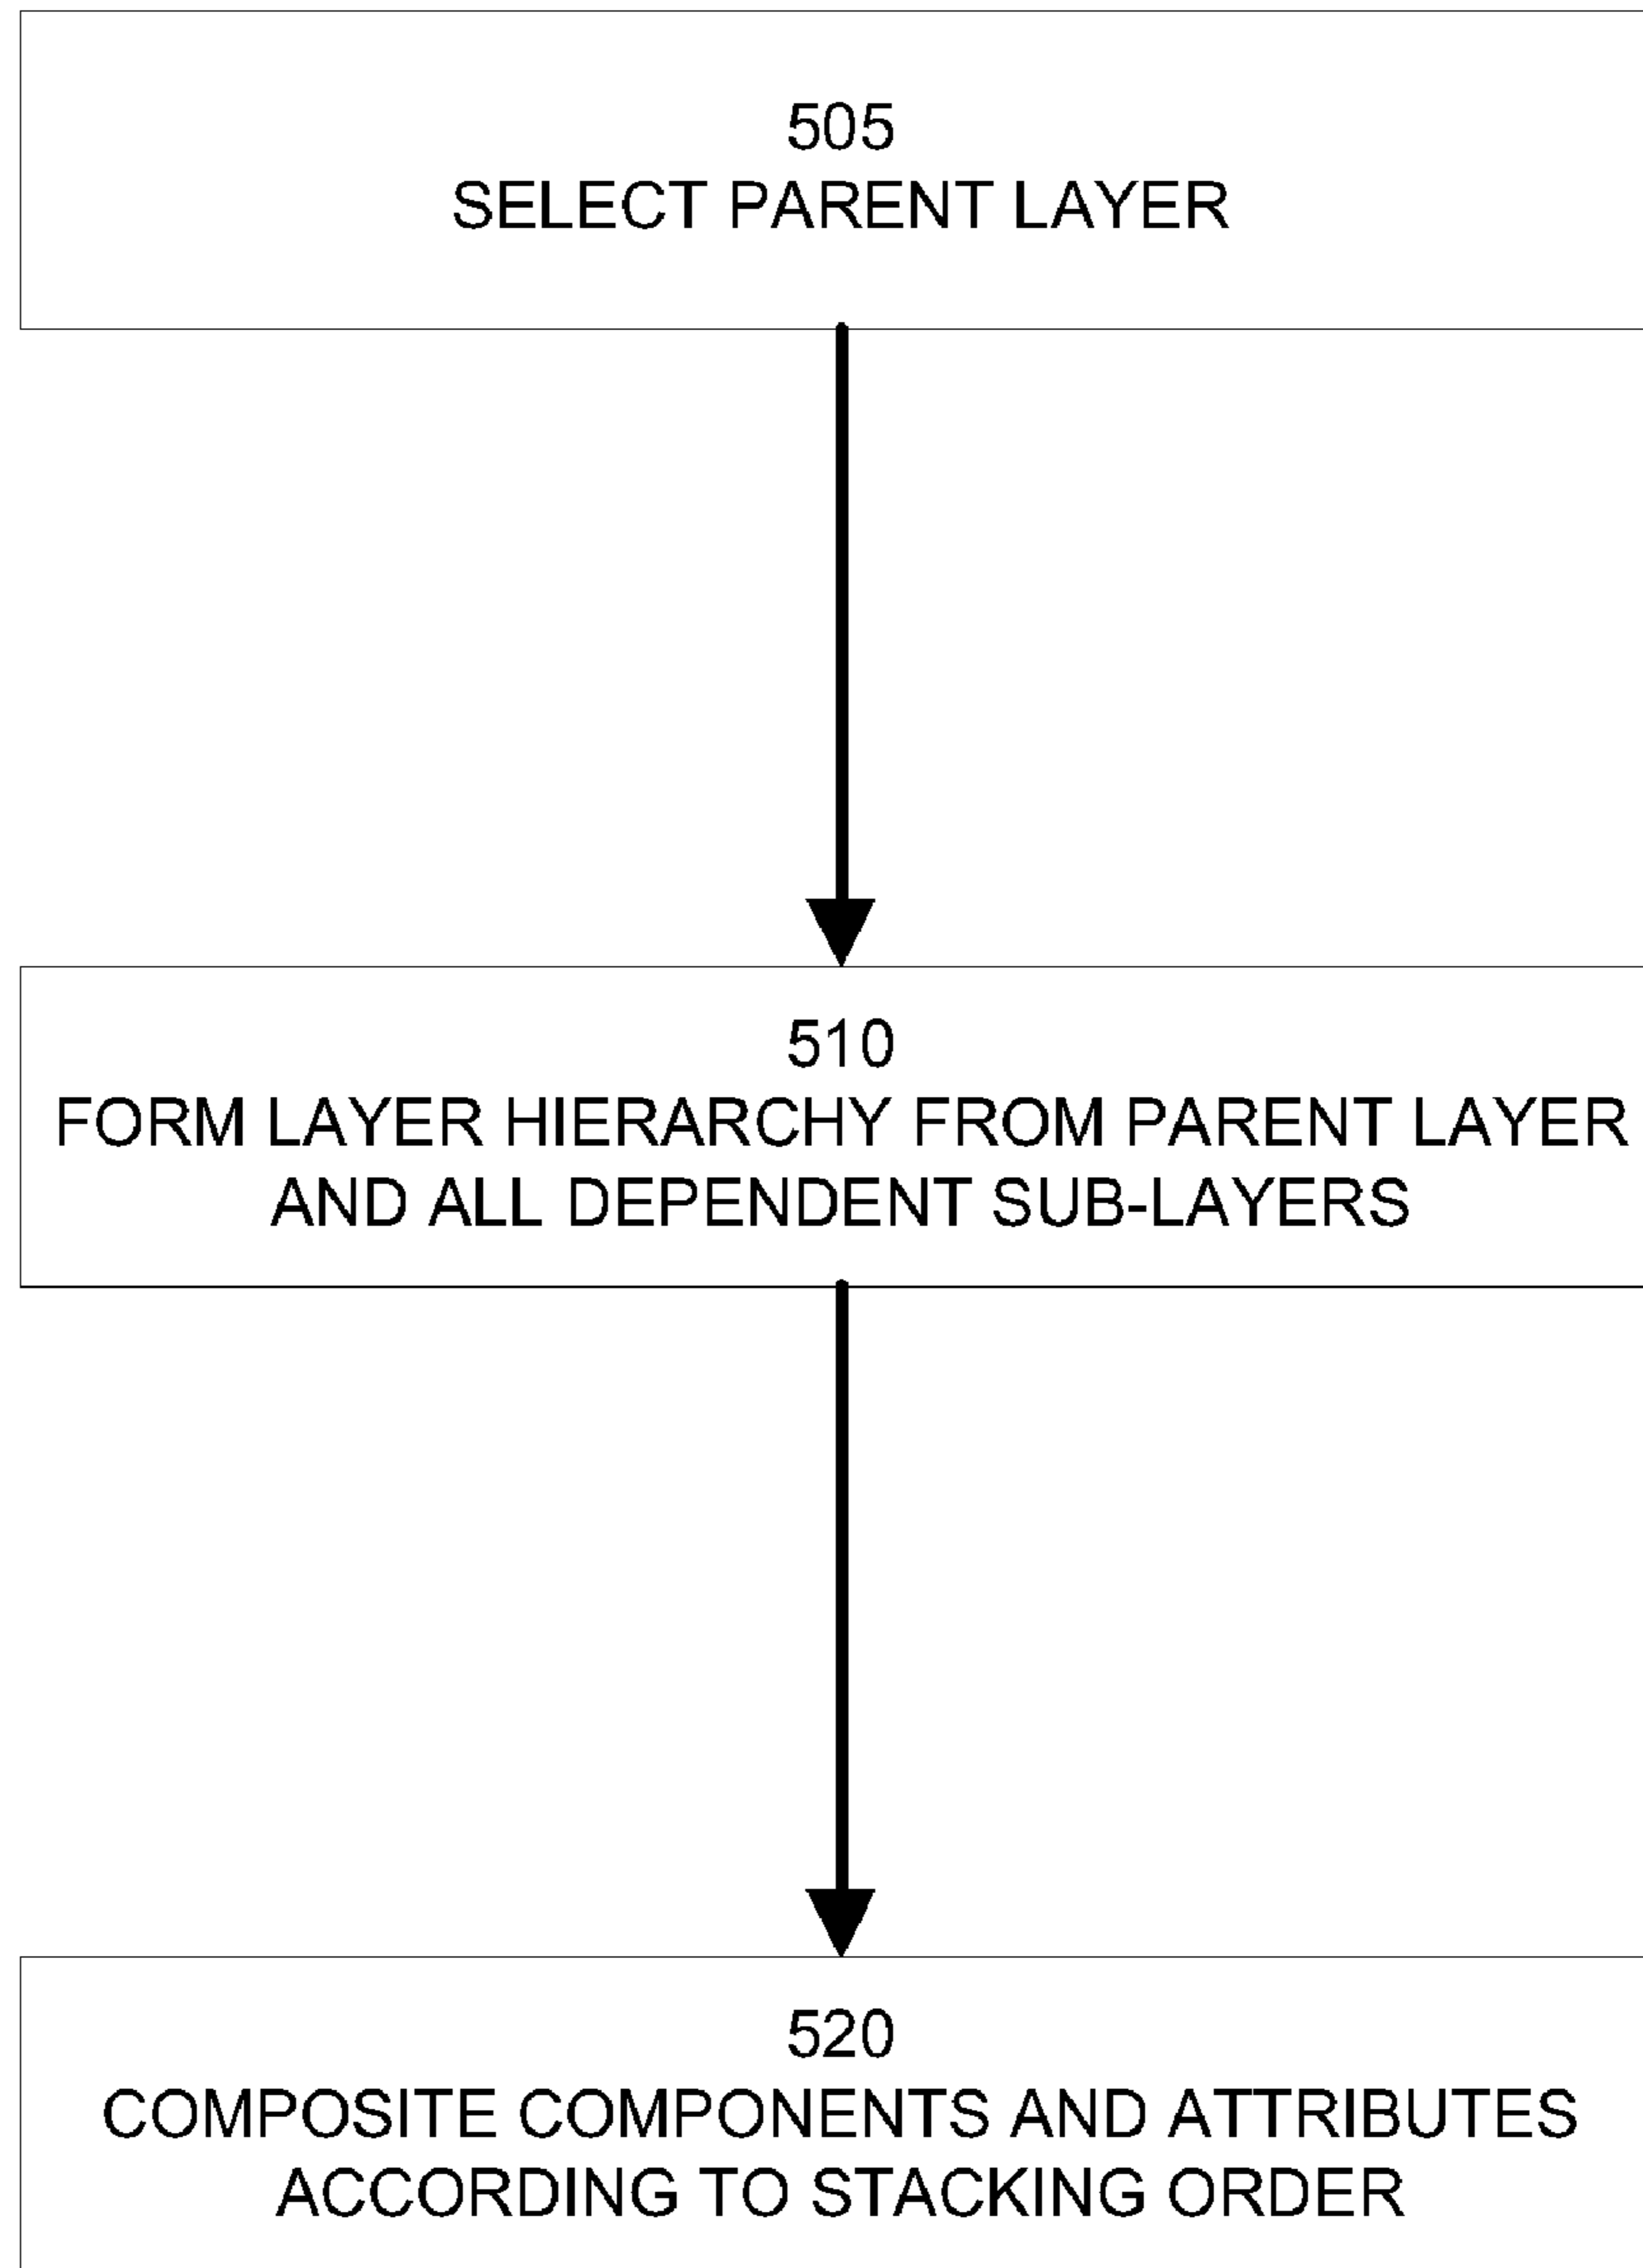 505
SELECT PARENT LAYER
510
FORM LAYER HIERARCHY FROM PARENT LAYER
AND ALL DEPENDENT SUB-LAYERS
520
COMPOSITE COMPONENTS AND ATTRIBUTES
ACCORDING TO STACKING ORDER